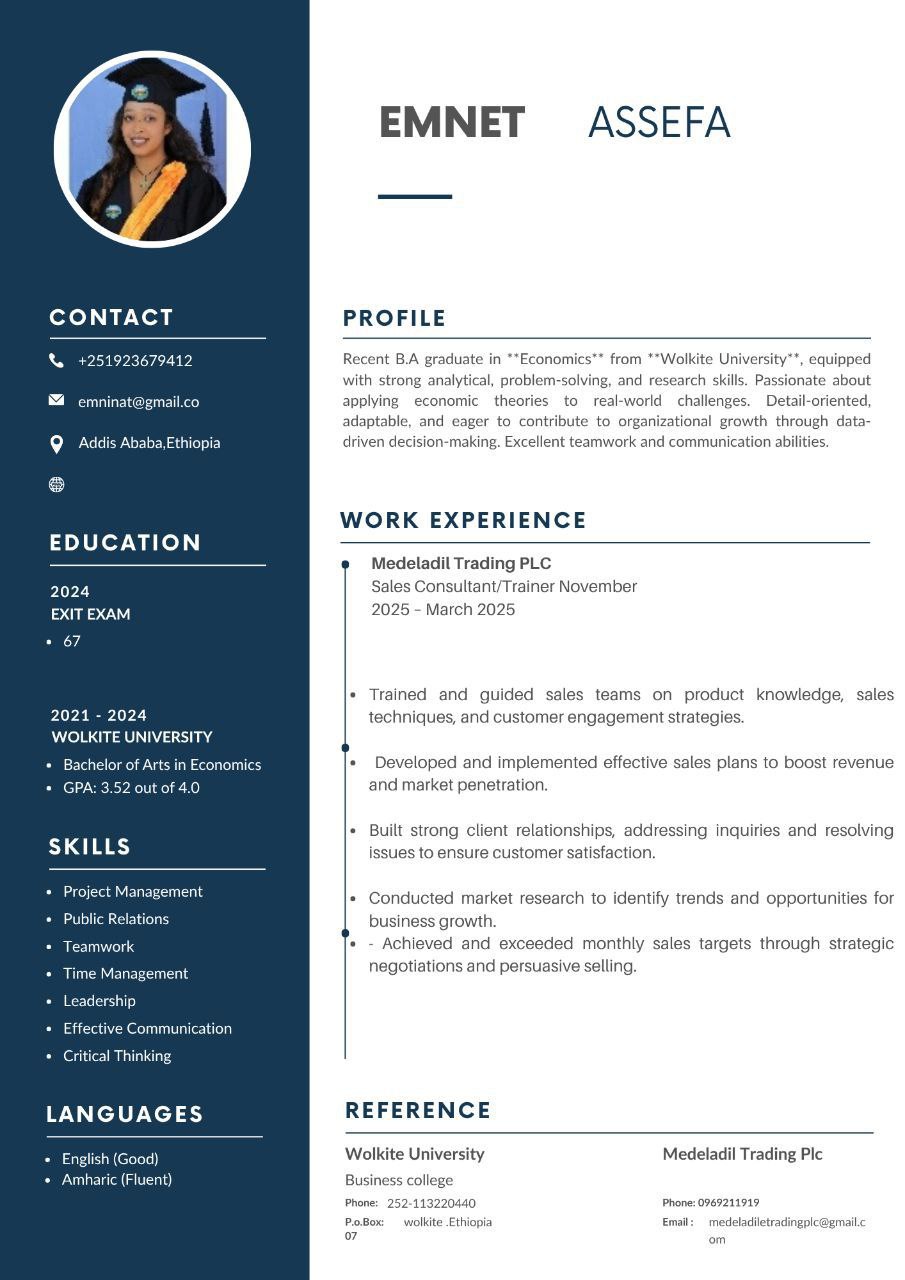 EMNET ASSEFA
CONTACT
+251923679412
emninat@gmail.co
Addis Ababa,Ethiopia
EDUCATION
2024
EXIT EXAM
• 67
2021 - 2024
WOLKITE UNIVERSITY
• Bachelor of Arts in Economics
• GPA: 3.52 out of 4.0
SKILLS
• Project Management
• Public Relations
• Teamwork
• Time Management
• Leadership
• Effective Communication
• Critical Thinking
LANGUAGES
• English (Good)
• Amharic (Fluent)
PROFILE
Recent B.A graduate in **Economics** from **Wolkite University**, equipped
with strong analytical, problem-solving, and research skills. Passionate about
applying economic theories to real-world challenges. Detail-oriented,
adaptable, and eager to contribute to organizational growth through data-
driven decision-making. Excellent teamwork and communication abilities.
WORK EXPERIENCE
Medeladil Trading PLC
Sales Consultant/Trainer November
2025 – March 2025
• Trained and guided sales teams on product knowledge, sales
techniques, and customer engagement strategies.
• Developed and implemented effective sales plans to boost revenue
and market penetration.
• Built strong client relationships, addressing inquiries and resolving
issues to ensure customer satisfaction.
• Conducted market research to identify trends and opportunities for
business growth.
• - Achieved and exceeded monthly sales targets through strategic
negotiations and persuasive selling.
REFERENCE
Wolkite University
Business college
Phone: 252-113220440
P.o.Box: wolkite .Ethiopia
07
Medeladil Trading Plc
Phone: 0969211919
Email : medeladiletradingplc@gmail.c
om